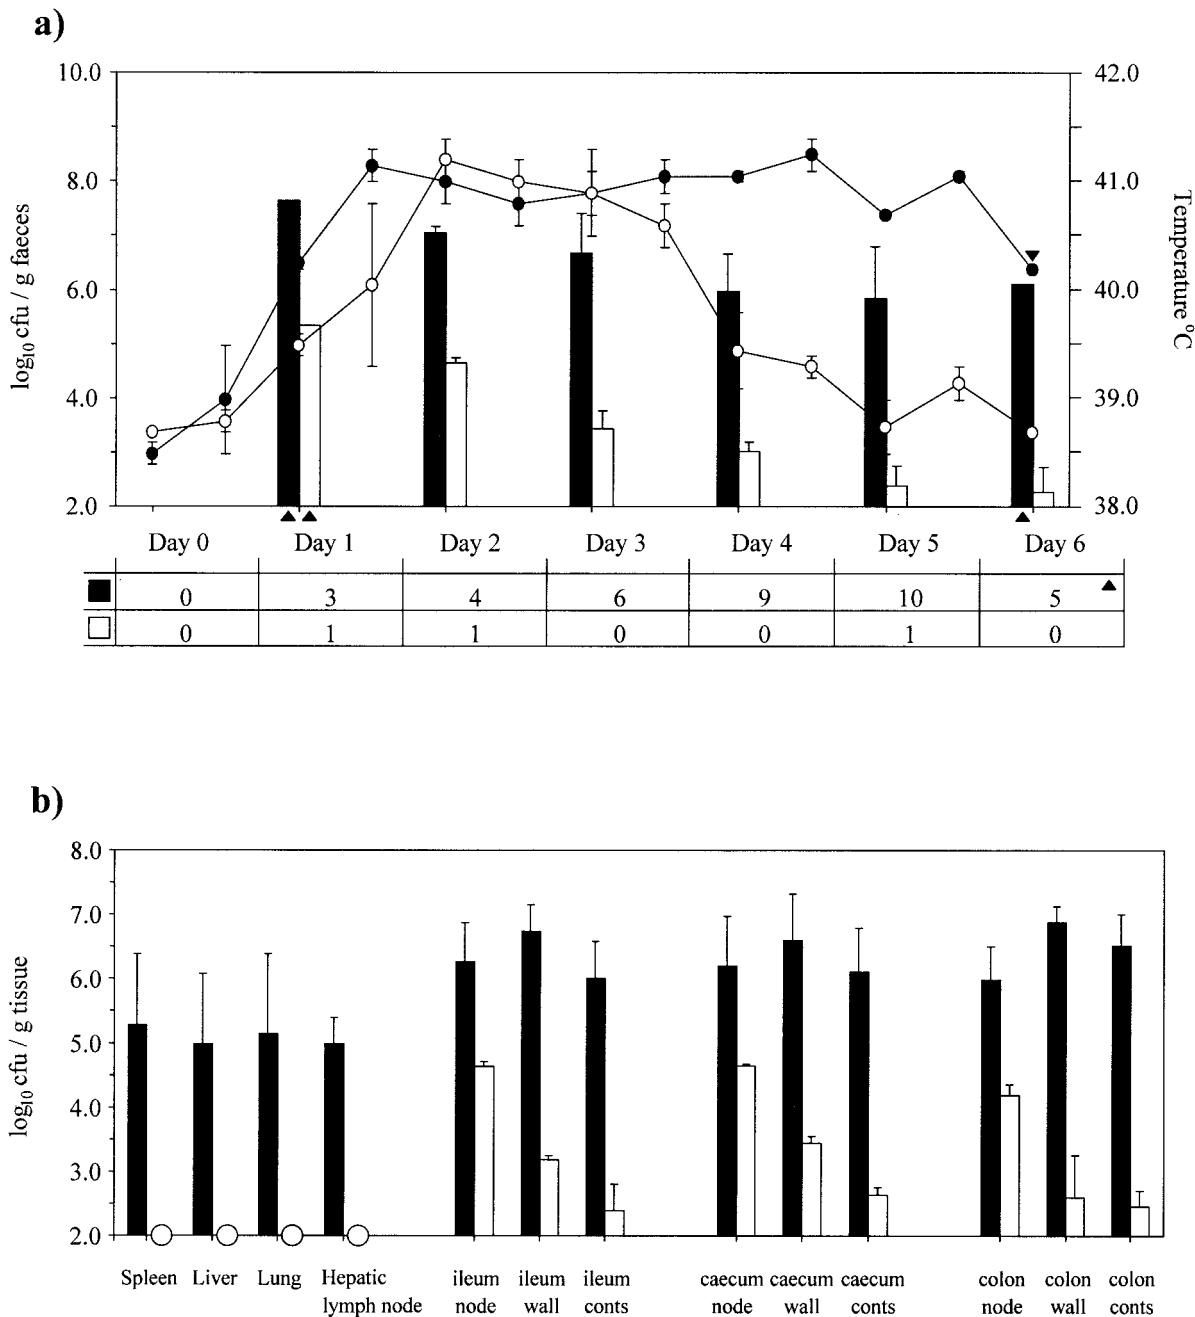 a)
10.0
8.0
6.0
4.0
2.0
log10 cfu / g faeces
42.0
41.0
40.0
39.0
38.0
Temperature °C
Day 0 Day 1 Day 2 Day 3 Day 4 Day 5 Day 6
0 3 4 6 9 10 5
0 1 1 0 0 1 0
b)
8.0
7.0
6.0
5.0
4.0
3.0
2.0
log10 cfu / g tissue
Spleen Liver Lung Hepatic ileum ileum ileum caecum caecum caecum colon colon colon
lymph node node wall conts node wall conts node wall conts